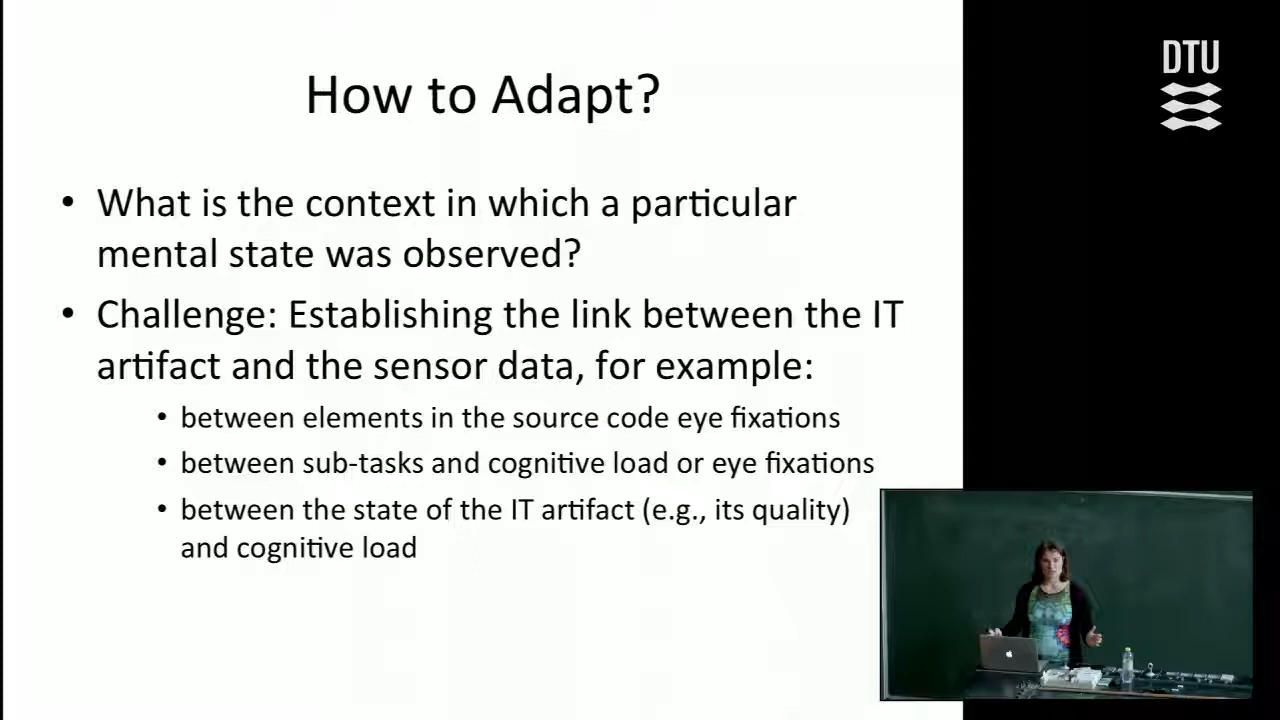 How to Adapt?
• What is the context in which a particular
mental state was observed?
• Challenge: Establishing the link between the IT
artifact and the sensor data, for example:
• between elements in the source code eye fixations
• between sub-tasks and cognitive load or eye fixations
• between the state of the IT artifact (e.g., its quality)
and cognitive load
DTU